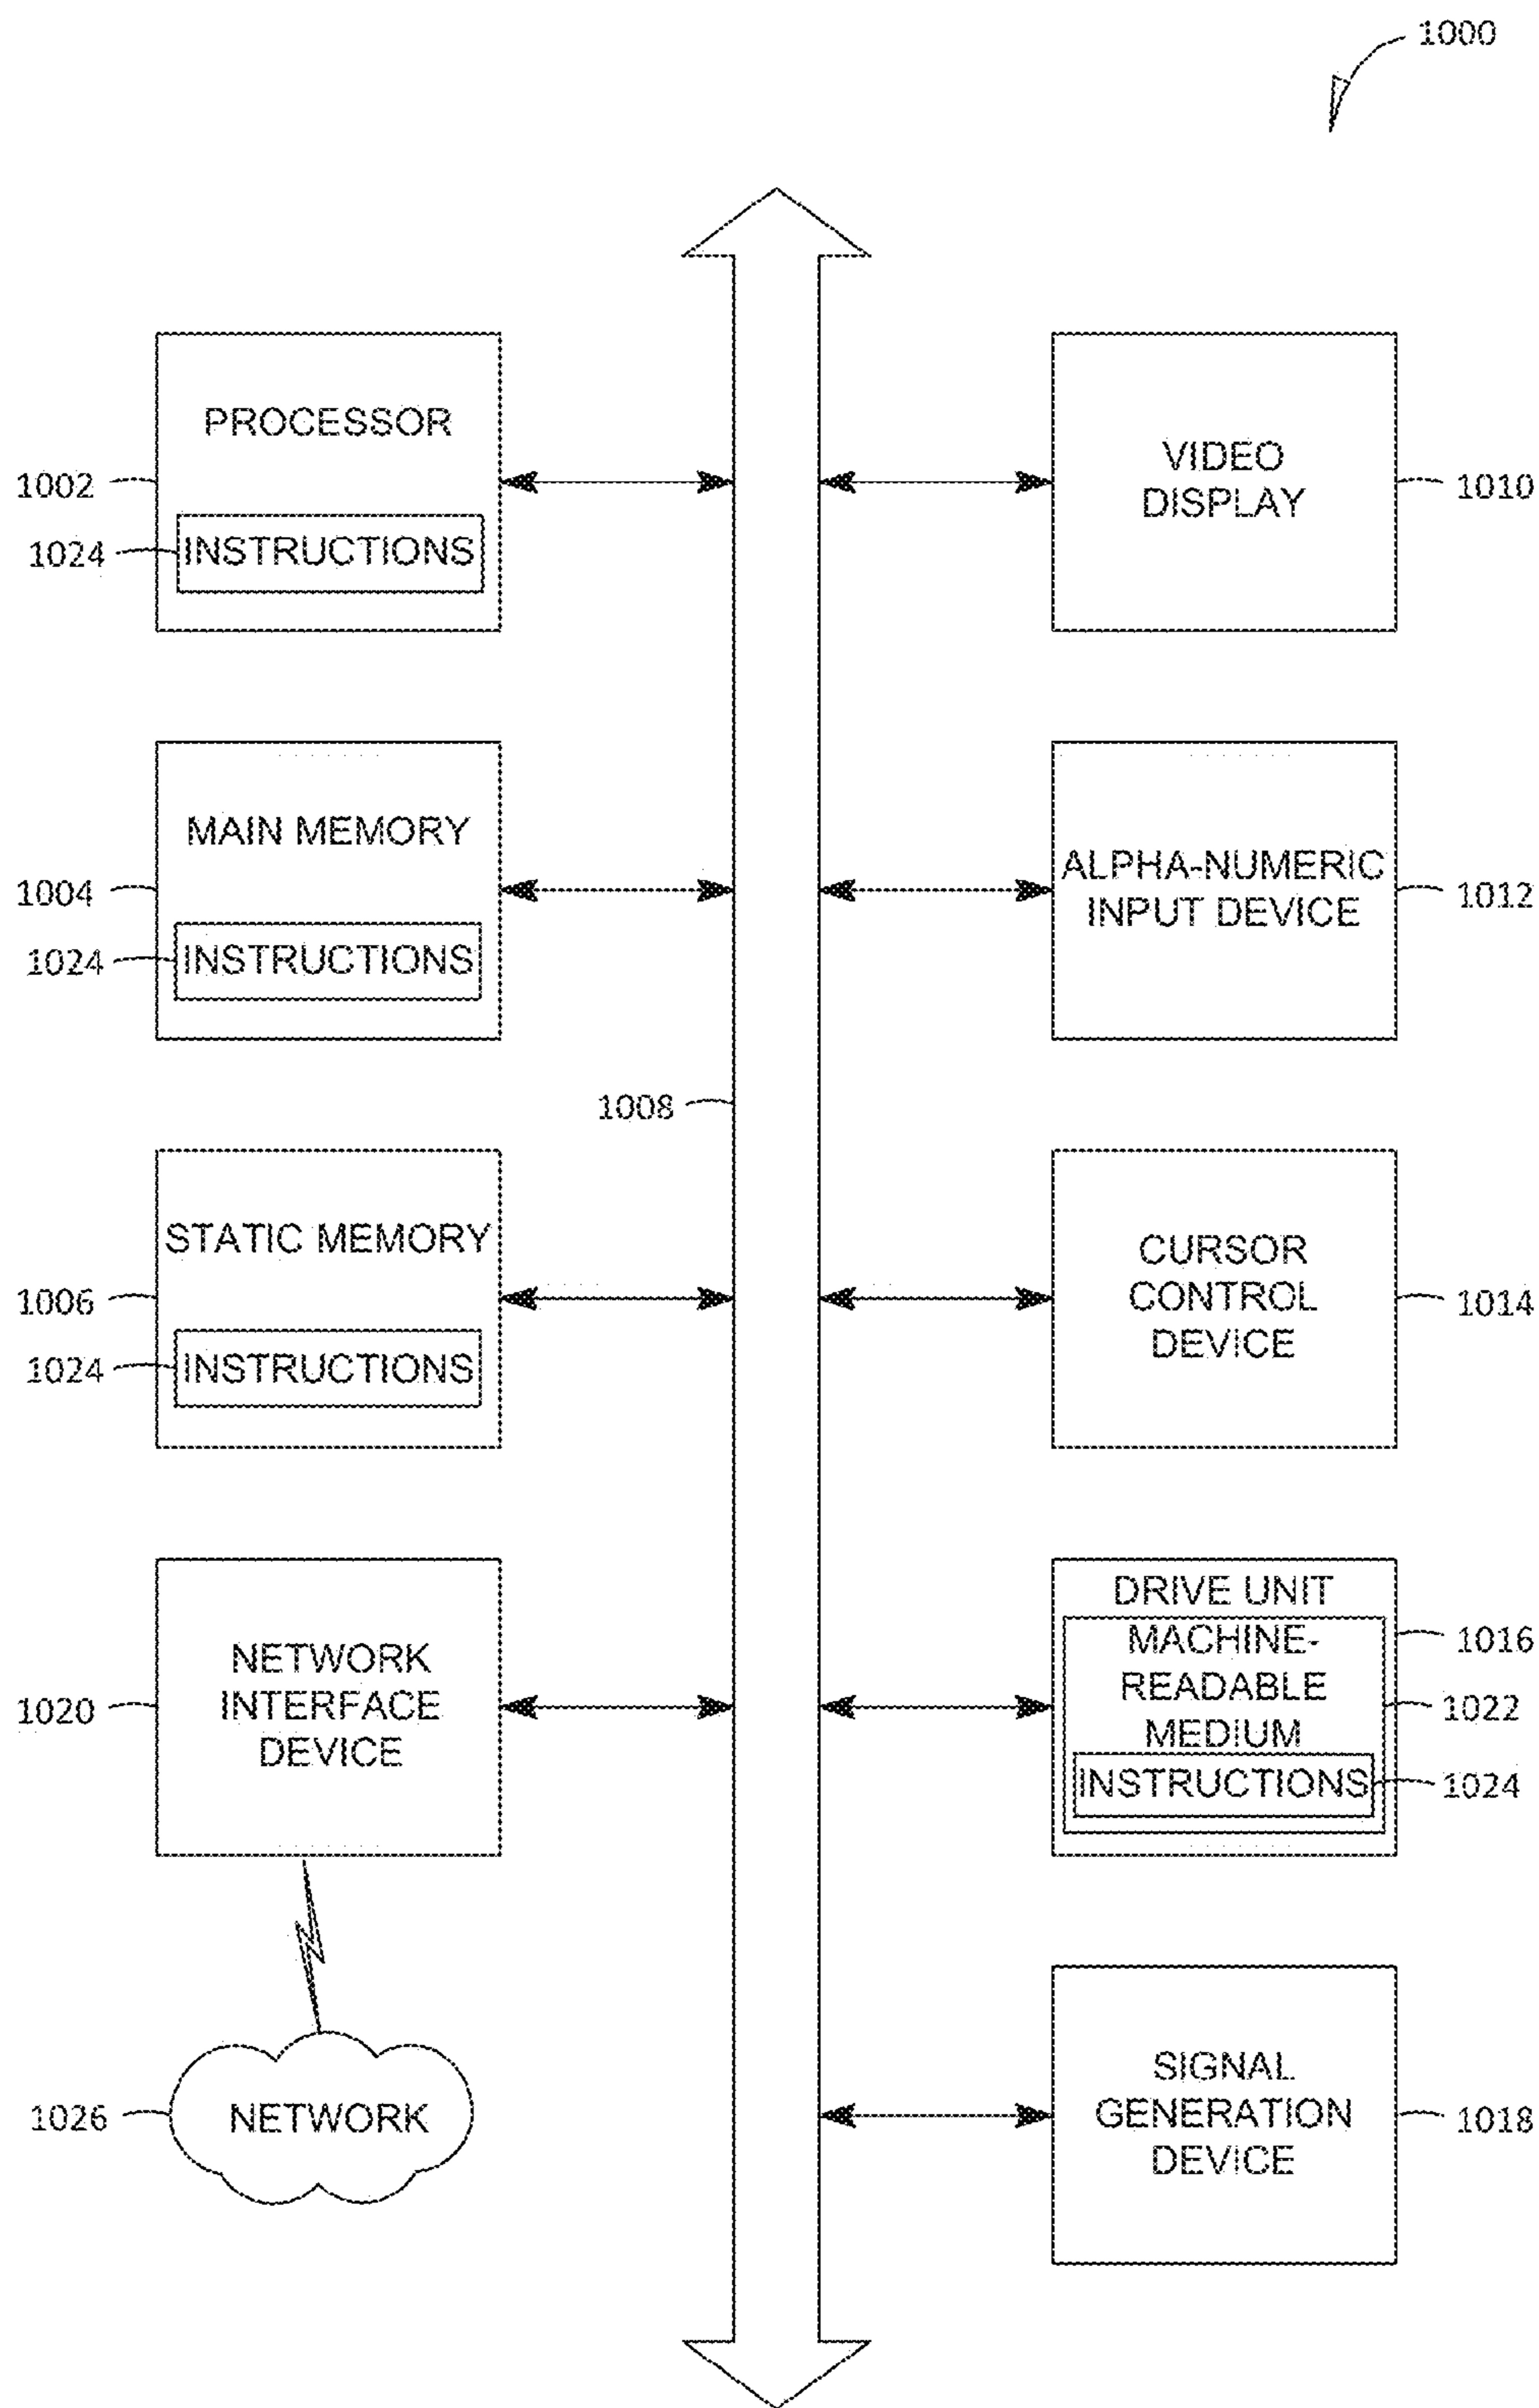 1000
PROCESSOR
1002
1024
INSTRUCTIONS
VIDEO
DISPLAY
1010
MAIN MEMORY
1004
1024
INSTRUCTIONS
ALPHA-NUMERIC
INPUT DEVICE
1012
1008
STATIC MEMORY
1006
1024
INSTRUCTIONS
CURSOR
CONTROL
DEVICE
1014
NETWORK
INTERFACE
DEVICE
1020
DRIVE UNIT
1016
MACHINE-
READABLE
MEDIUM
1022
INSTRUCTIONS
1024
1026
NETWORK
SIGNAL
GENERATION
DEVICE
1018